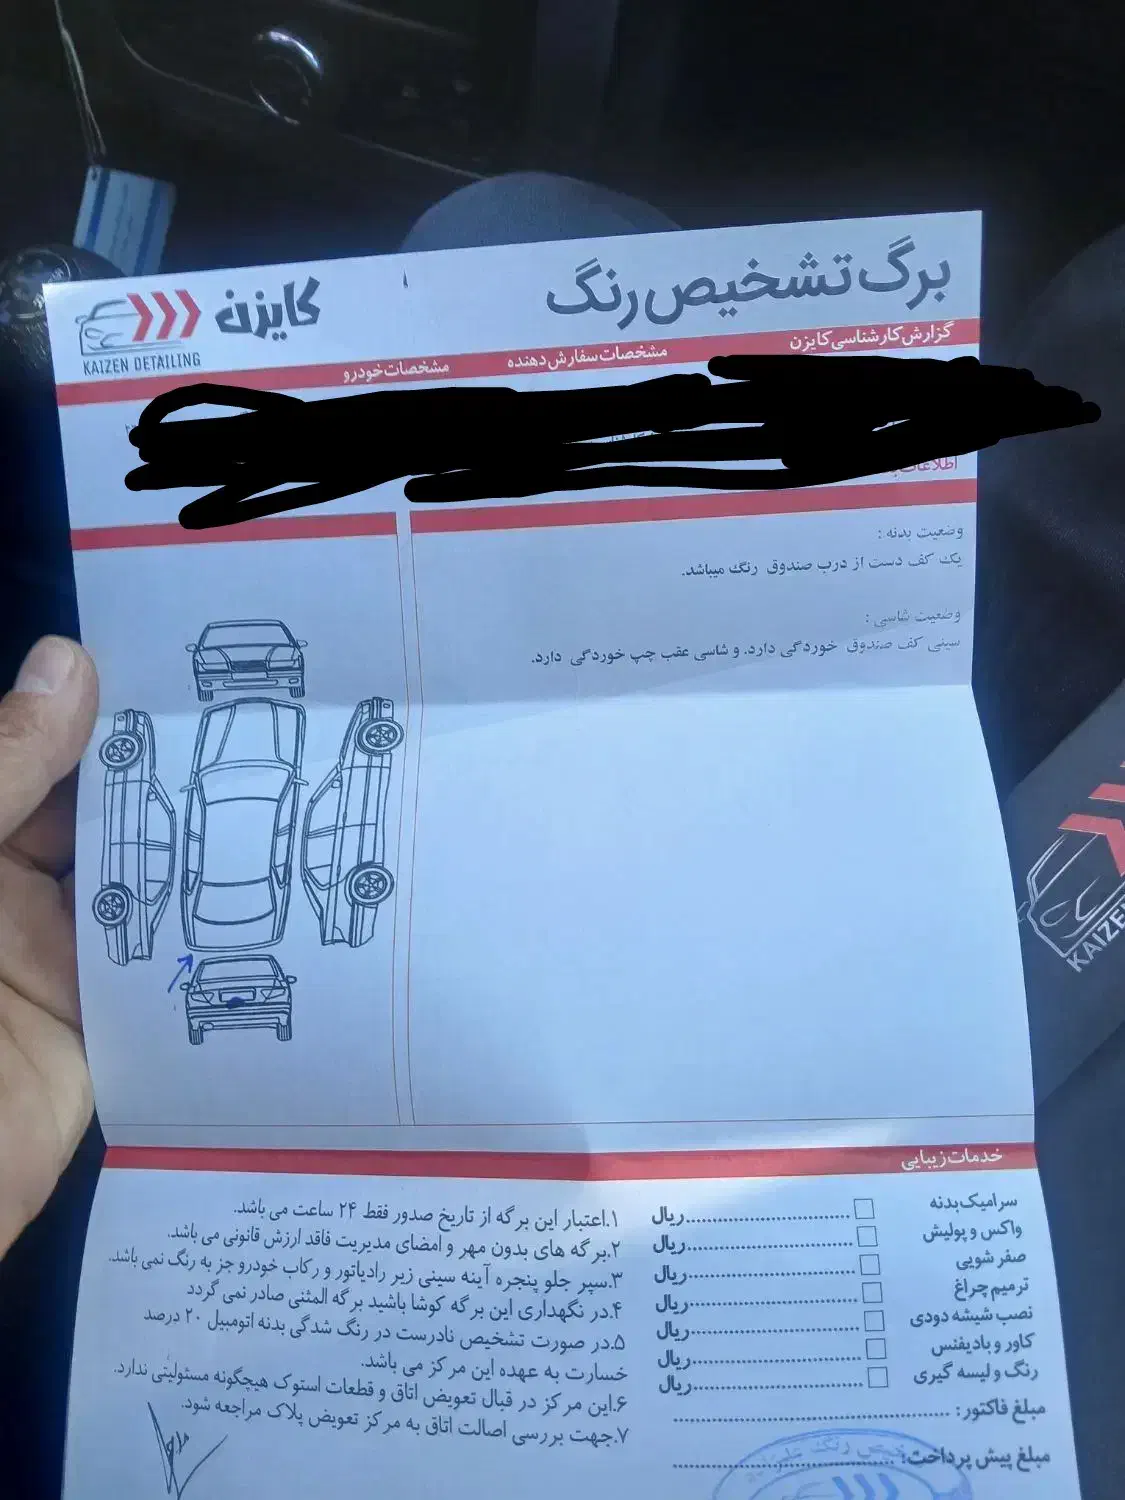 برگ تشخیص رنگ
کایزن
KAIZEN DETAILING
گزارش کارشناسی کایزن
مشخصات سفارش دهنده
مشخصات خودرو
وضعیت بدنه :
یک کف دست از درب صندوق رنگ میباشد.
وضعیت شاسی :
سینی کف صندوق خوردگی دارد. و شاسی عقب چپ خوردگی دارد.
خدمات زیبایی
سرامیک بدنه ریال
واکس و پولیش ریال
صفر شویی ریال
ترمیم چراغ ریال
نصب شیشه دودی ریال
کاور و بادیفنس ریال
رنگ و لیسه گیری ریال
مبلغ فاکتور:
مبلغ پیش پرداخت:
۱.اعتبار این برگه از تاریخ صدور فقط ۲۴ ساعت می باشد.
۲.برگه های بدون مهر و امضای مدیریت فاقد ارزش قانونی می باشد.
۳.سپر جلو پنجره آینه سینی زیر رادیاتور و رکاب خودرو جز به رنگ نمی باشد.
۴.در نگهداری این برگه کوشا باشید برگه المثنی صادر نمی گردد
۵.در صورت تشخیص نادرست در رنگ شدگی بدنه اتومبیل ۲۰ درصد
خسارت به عهده این مرکز می باشد.
۶.این مرکز در قبال تعویض اتاق و قطعات استوک هیچگونه مسئولیتی ندارد.
۷.جهت بررسی اصالت اتاق به مرکز تعویض پلاک مراجعه شود.